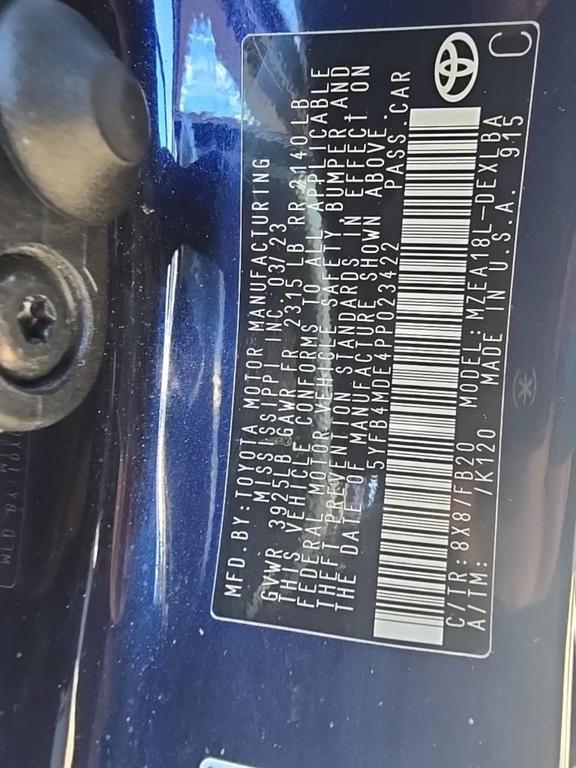 MFD. BY: TOYOTA MOTOR MANUFACTURING
MISSISSIPPI INC. 03/23
GVWR 3925LB GAWR FR 2315 LB RR 2140 LB
THIS VEHICLE CONFORMS TO ALL APPLICABLE
FEDERAL MOTOR VEHICLE SAFETY, BUMPER AND
THEFT PREVENTION STANDARDS IN EFFECT ON
THE DATE OF MANUFACTURE SHOWN ABOVE.
5YFB4MDE4PP023422 PASS. CAR
C/TR: 8X8/FB20 MODEL: MZEA18L-DEXLBA
A/TM: /K120 MADE IN U.S.A. 915
C